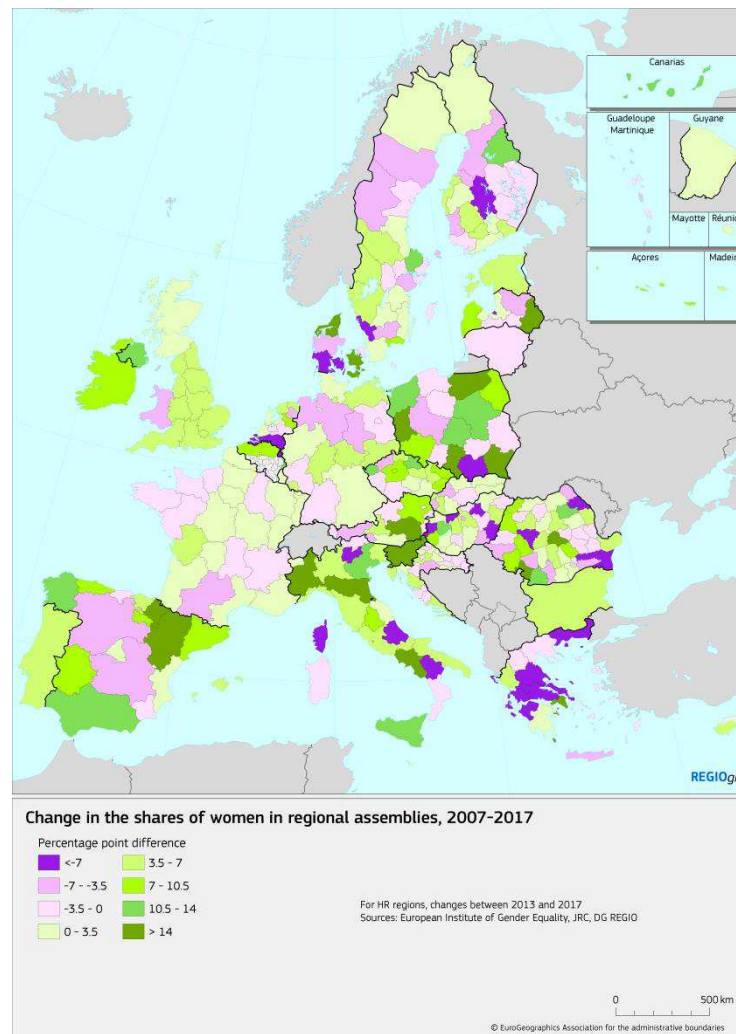 Canarias
Guadeloupe
Martinique
Guyane
Mayotte
Réunio
Açores
Madeir
REGIOg
Change in the shares of women in regional assemblies, 2007-2017
Percentage point difference
<-7
-7 - -3.5
-3.5 - 0
0 - 3.5
3.5 - 7
7 - 10.5
10.5 - 14
> 14
For HR regions, changes between 2013 and 2017
Sources: European Institute of Gender Equality, JRC, DG REGIO
0 500 km
© EuroGeographics Association for the administrative boundaries